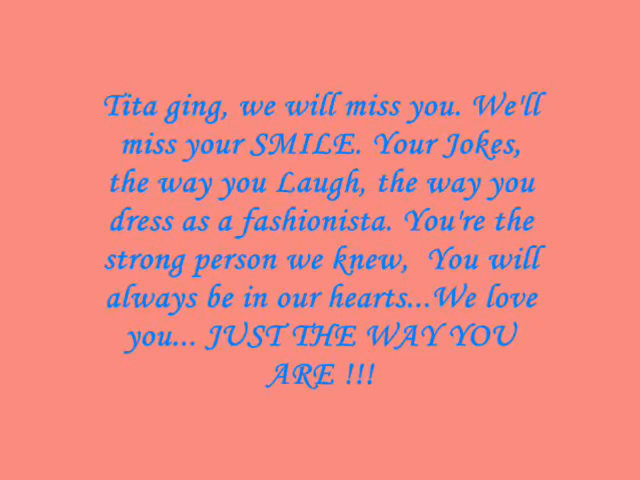 Tita ging, we will miss you. We'll
miss your SMILE. Your Jokes,
the way you Laugh, the way you
dress as a fashionista. You're the
strong person we knew,  You will
always be in our hearts...We love
you... JUST THE WAY YOU
ARE !!!